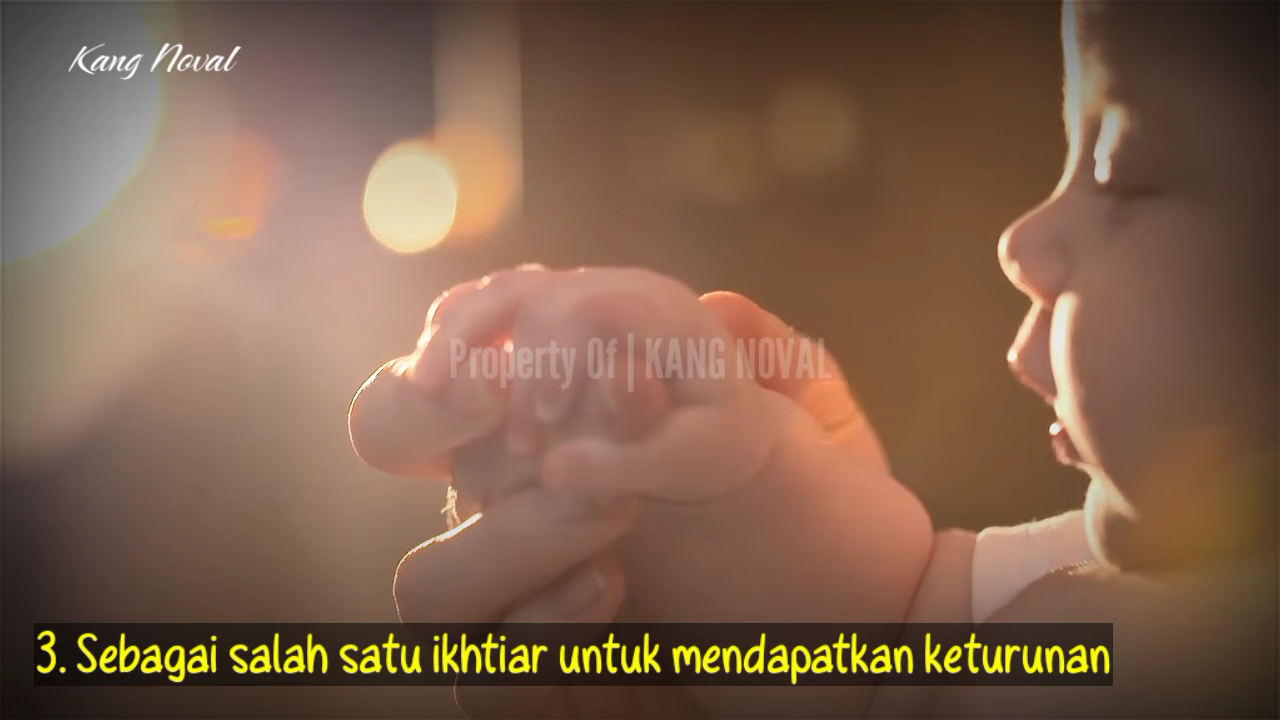 Kang Noval
Property Of | KANG NOVAL
3. Sebagai salah satu ikhtiar untuk mendapatkan keturunan